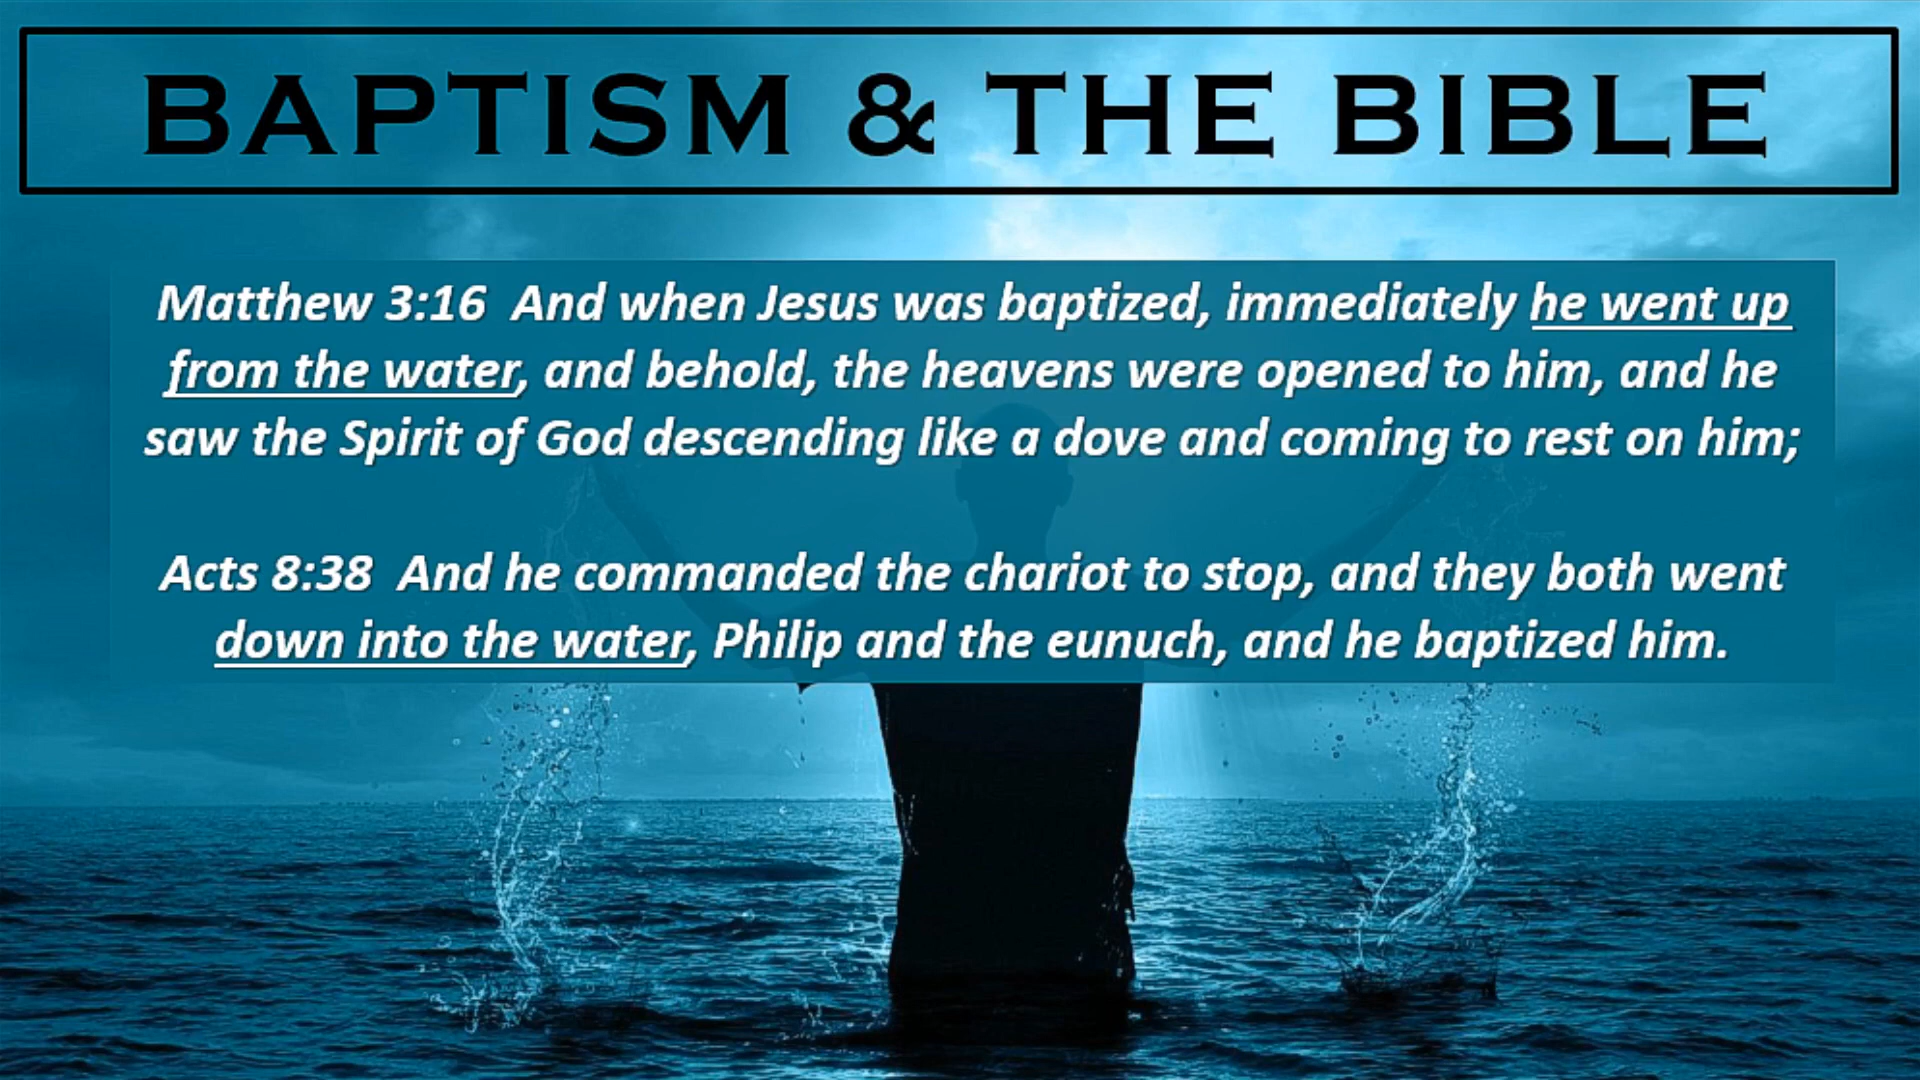 BAPTISM & THE BIBLE
Matthew 3:16  And when Jesus was baptized, immediately he went up
from the water, and behold, the heavens were opened to him, and he
saw the Spirit of God descending like a dove and coming to rest on him;
Acts 8:38  And he commanded the chariot to stop, and they both went
down into the water, Philip and the eunuch, and he baptized him.